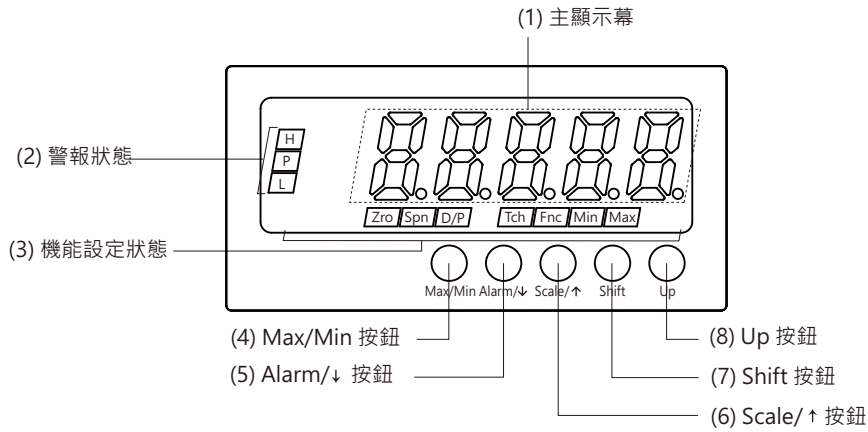 (1) 主顯示幕
H
P
L
(2) 警報狀態
Zro Spn D/P Tch Fnc Min Max
(3) 機能設定狀態
Max/Min Alarm/↓ Scale/↑ Shift Up
(4) Max/Min 按鈕
(8) Up 按鈕
(5) Alarm/↓ 按鈕
(7) Shift 按鈕
(6) Scale/↑ 按鈕